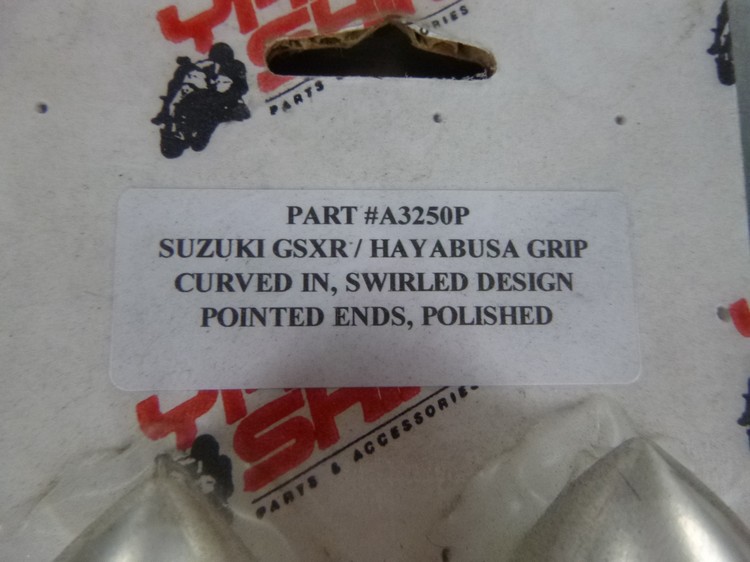 PARTS & ACCESSORIES
PART #A3250P
SUZUKI GSXR / HAYABUSA GRIP
CURVED IN, SWIRLED DESIGN
POINTED ENDS, POLISHED
PARTS & ACCESSORIES